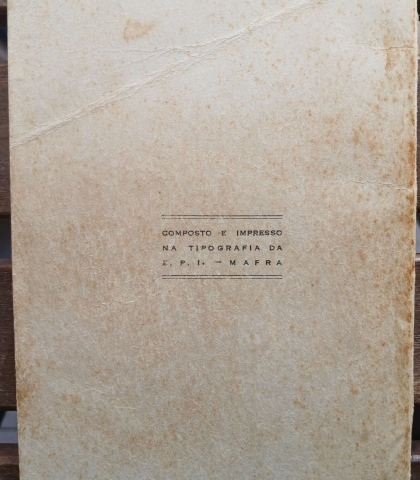 COMPOSTO E IMPRESSO
NA TIPOGRAFIA DA
E. P. I. — MAFRA